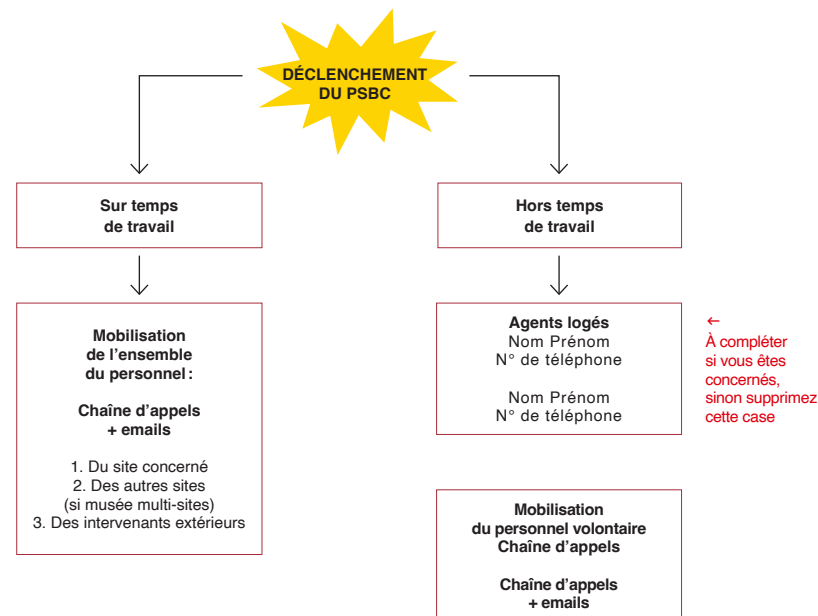 DÉCLENCHEMENT
DU PSBC
Sur temps
de travail
Mobilisation
de l’ensemble
du personnel :
Chaîne d’appels
+ emails
1. Du site concerné
2. Des autres sites
(si musée multi-sites)
3. Des intervenants extérieurs
Hors temps
de travail
Agents logés
Nom Prénom
N° de téléphone
Nom Prénom
N° de téléphone
←
À compléter
si vous êtes
concernés,
sinon supprimez
cette case
Mobilisation
du personnel volontaire
Chaîne d’appels
Chaîne d’appels
+ emails